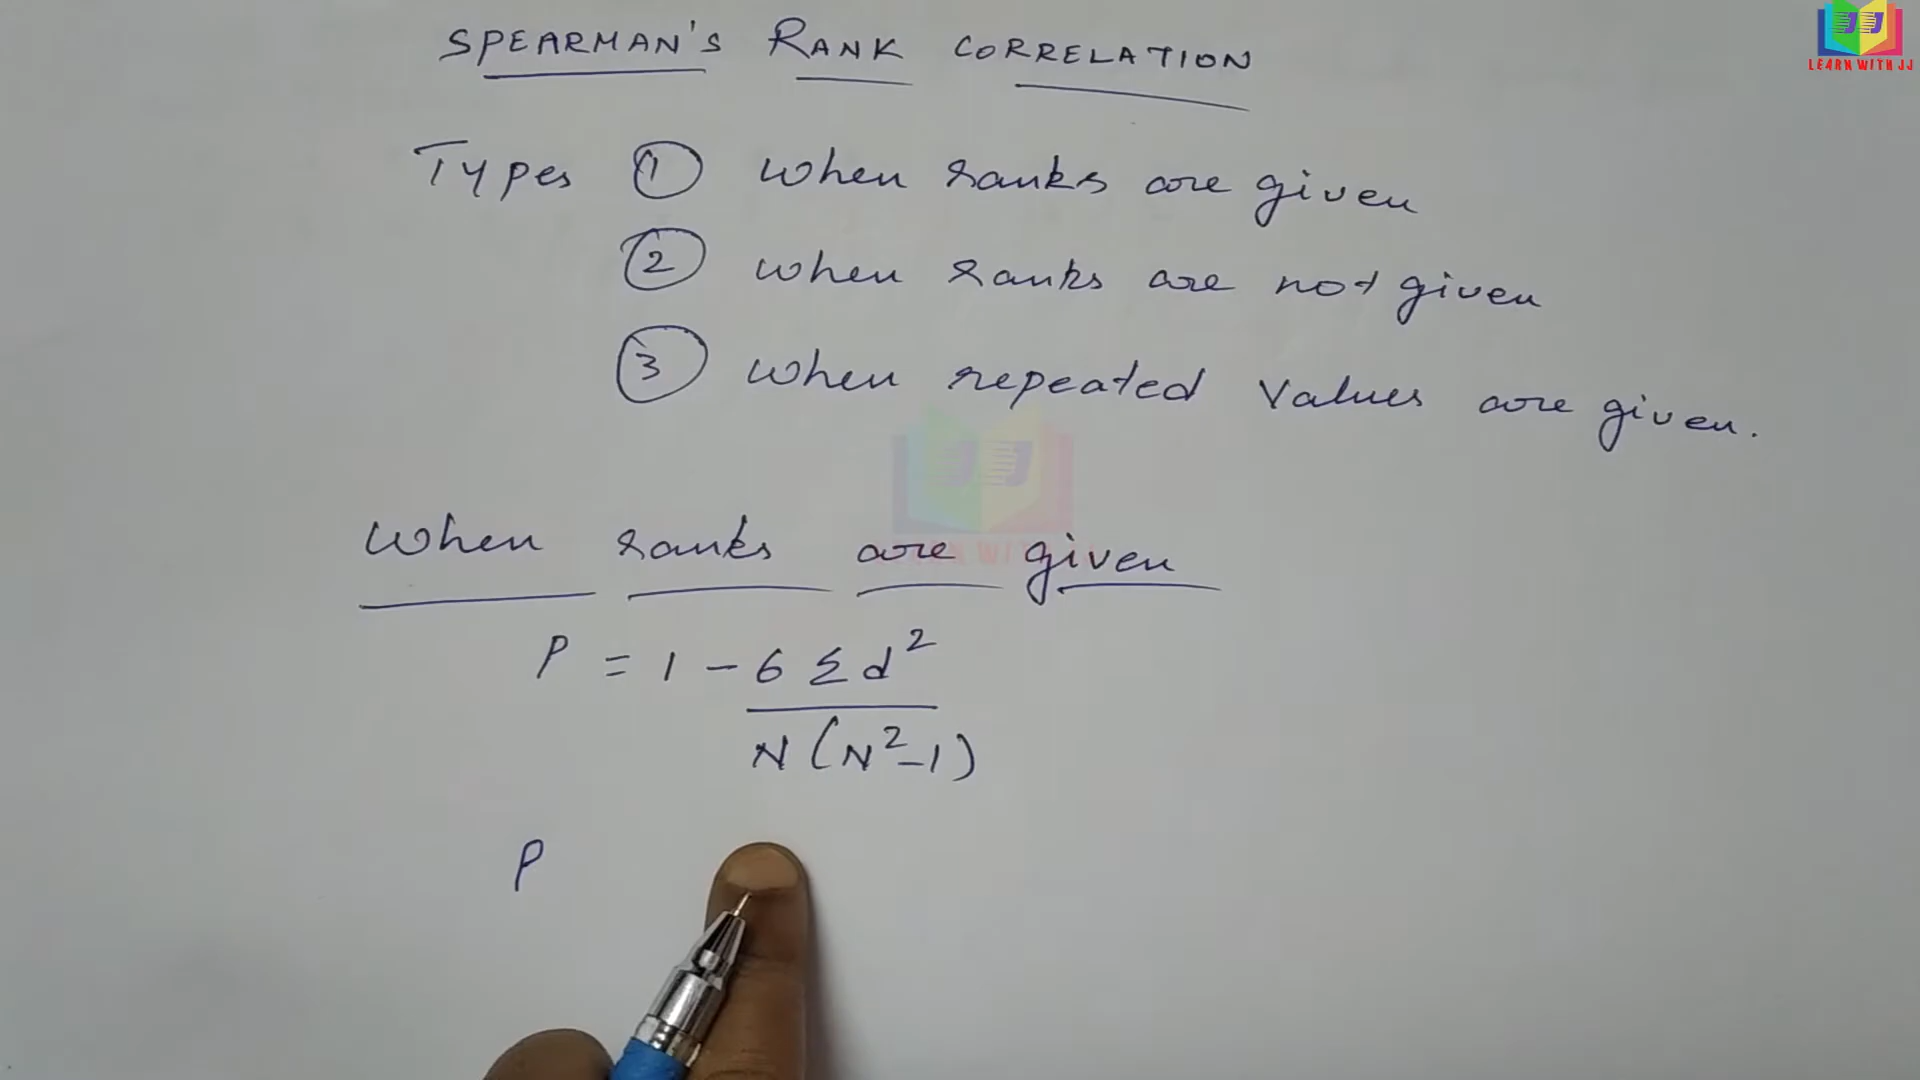 SPEARMAN'S RANK CORRELATION
LEARN WITH JJ
Types ① When ranks are given
② When ranks are not given
③ When repeated Values are given.
When ranks are given
P = 1 - 6 Σd²
N (N²-1)
P